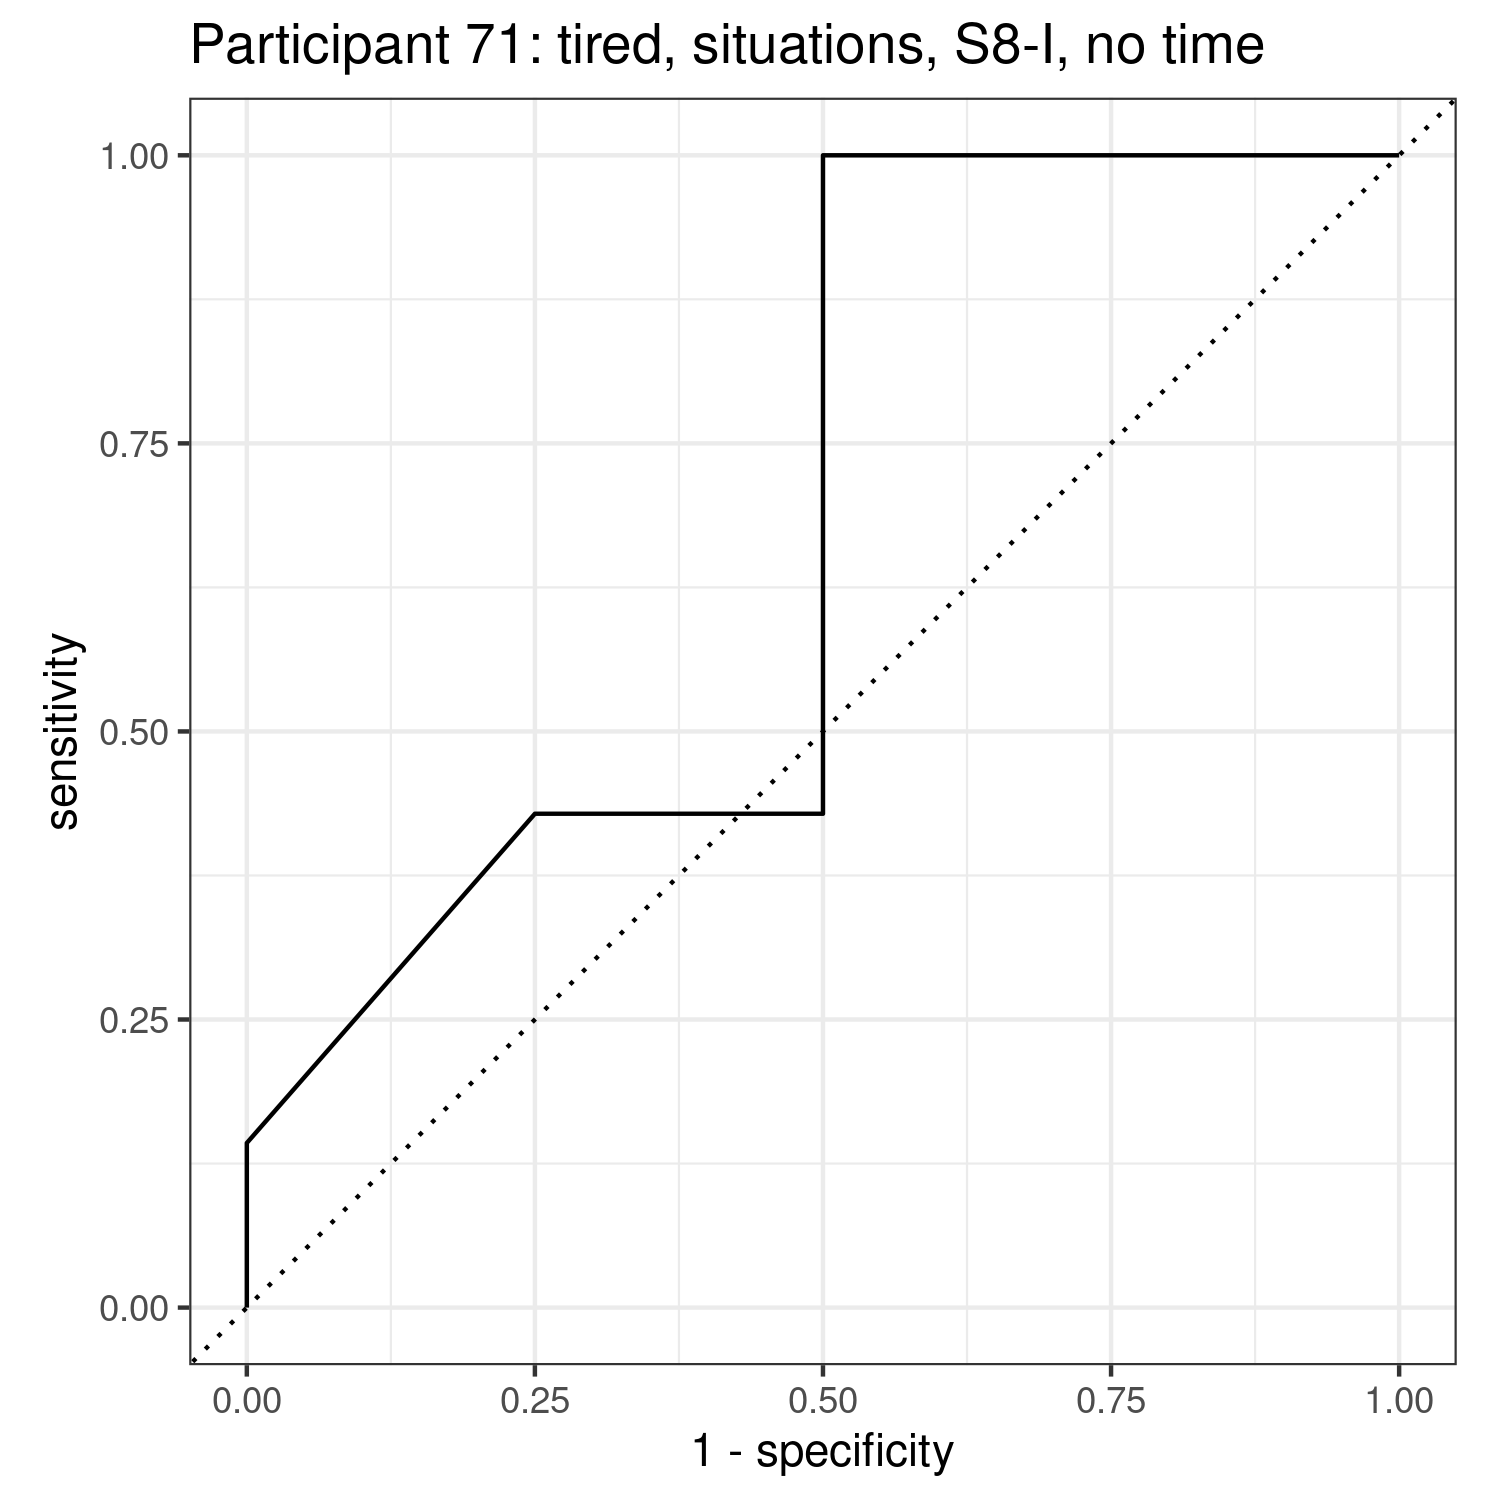 Participant 71: tired, situations, S8-I, no time
sensitivity
1.00
0.75
0.50
0.25
0.00
0.00 0.25 0.50 0.75 1.00
1 - specificity